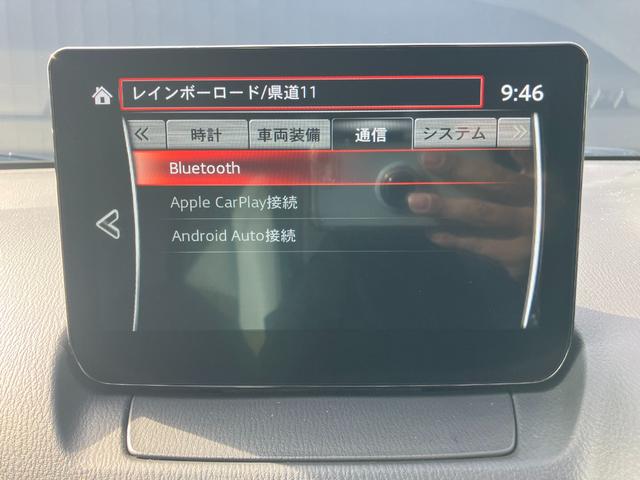 レインボーロード/県道11 9:46
≪ 時計 車両装備 通信 システム ≫
Bluetooth
Apple CarPlay接続
Android Auto接続